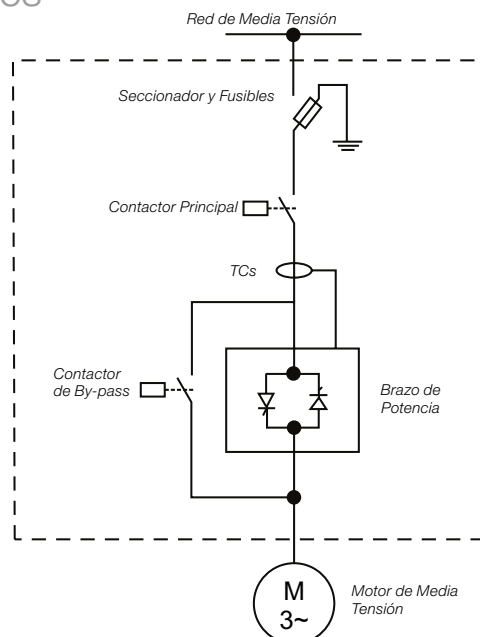 Red de Media Tensión
Seccionador y Fusibles
Contactor Principal
TCs
Contactor
de By-pass
Brazo de
Potencia
M
3~
Motor de Media
Tensión